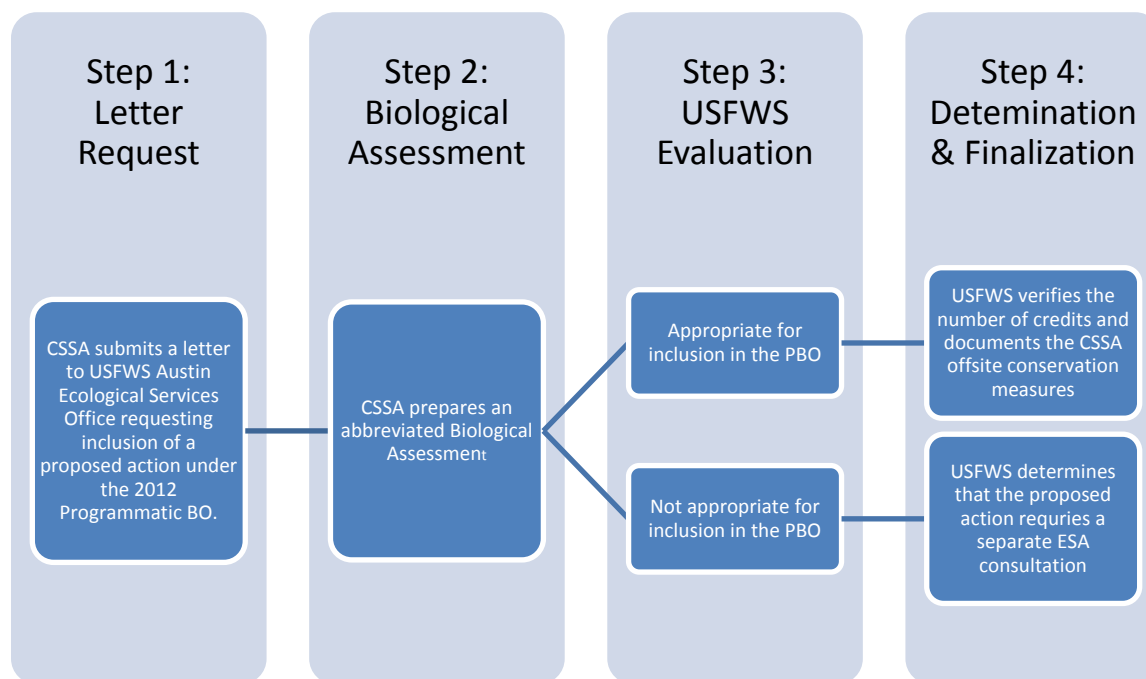 Step 1:
Letter
Request
CSSA submits a letter
to USFWS Austin
Ecological Services
Office requesting
inclusion of a
proposed action under
the 2012
Programmatic BO.
Step 2:
Biological
Assessment
CSSA prepares an
abbreviated Biological
Assessment
Step 3:
USFWS
Evaluation
Appropriate for
inclusion in the PBO
Not appropriate for
inclusion in the PBO
Step 4:
Detemination
& Finalization
USFWS verifies the
number of credits and
documents the CSSA
offsite conservation
measures
USFWS determines
that the proposed
action requries a
separate ESA
consultation